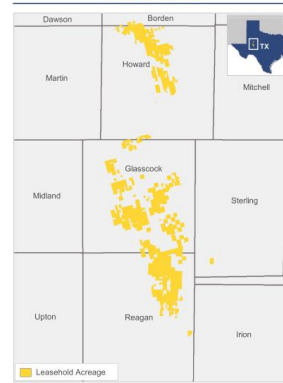 Dawson Borden
TX
Howard
Martin
Mitchell
Glasscock
Midland
Sterling
Upton
Reagan
Irion
Leasehold Acreage